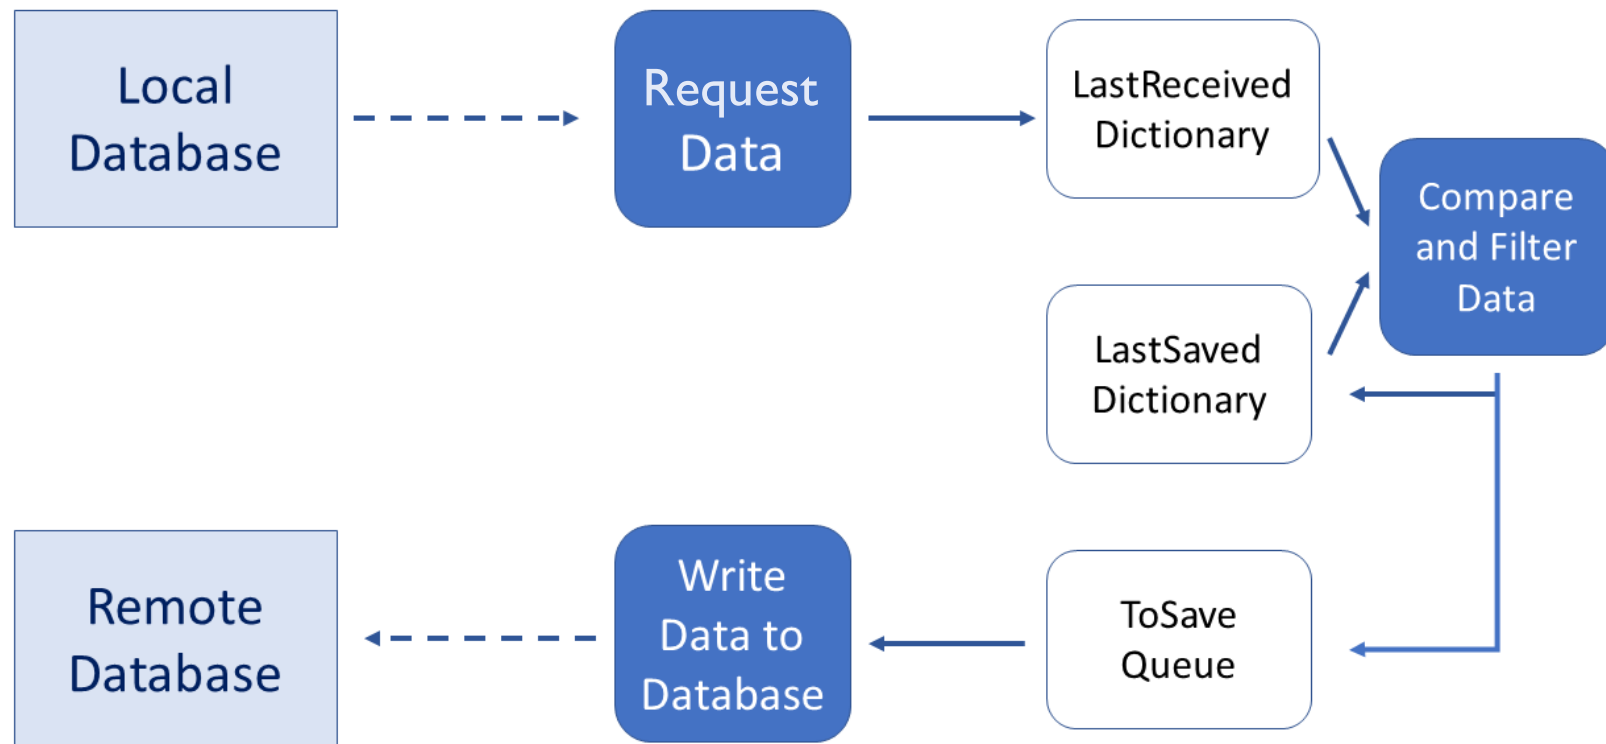 Local
Database
Request
Data
LastReceived
Dictionary
Compare
and Filter
Data
LastSaved
Dictionary
Remote
Database
Write
Data to
Database
ToSave
Queue